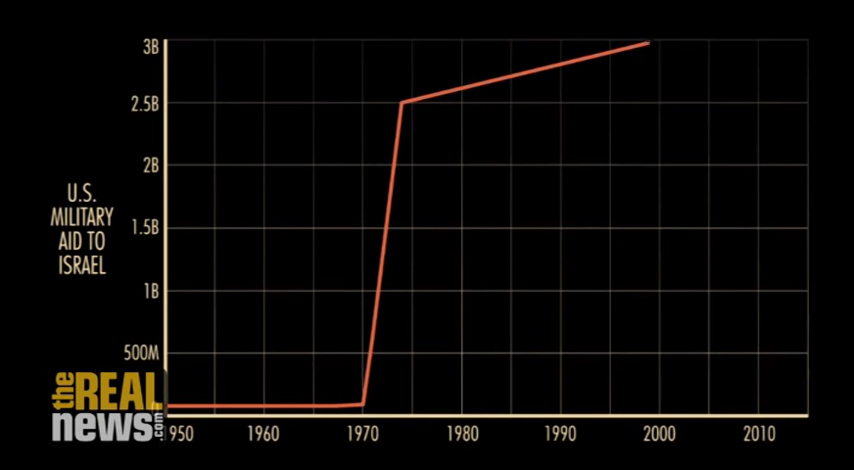 3B
2.5B
2B
1.5B
1B
500M
U.S.
MILITARY
AID TO
ISRAEL
the REAL
news.com
1950 1960 1970 1980 1990 2000 2010